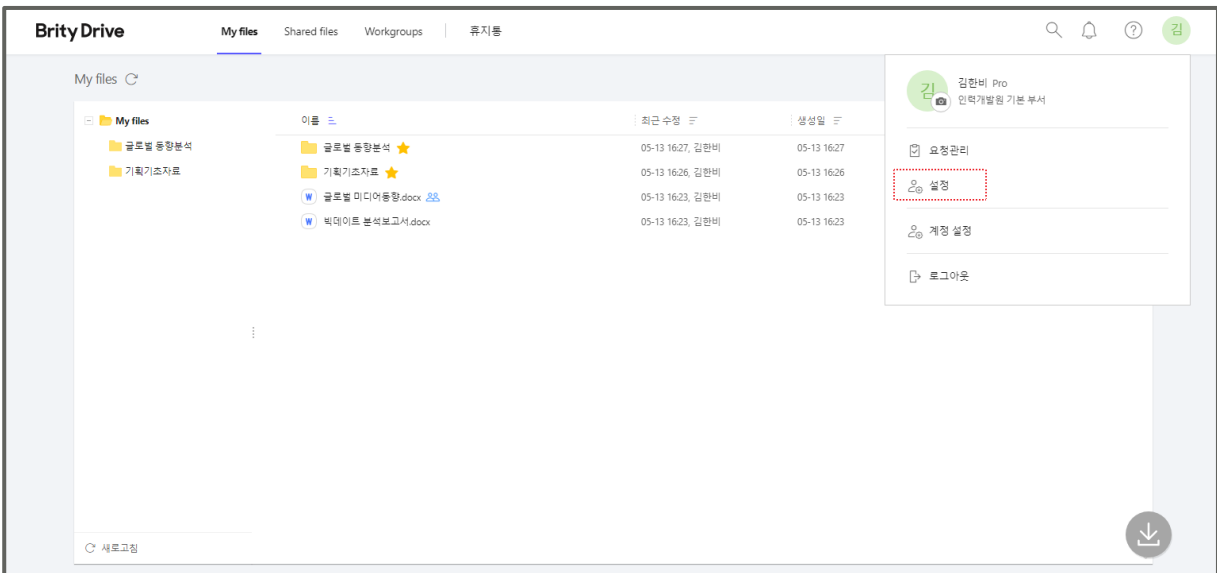 Brity Drive My files Shared files Workgroups 휴지통 김
My files
김 김한비 Pro
인력개발원 기본 부서
My files 이름 최근 수정 생성일
글로벌 동향분석 글로벌 동향분석 05-13 16:27, 김한비 05-13 16:27
기획기초자료 기획기초자료 05-13 16:26, 김한비 05-13 16:26
W 글로벌 미디어동향.docx 05-13 16:23, 김한비 05-13 16:23
W 빅데이트 분석보고서.docx 05-13 16:23, 김한비 05-13 16:23
요청관리
설정
계정 설정
로그아웃
새로고침